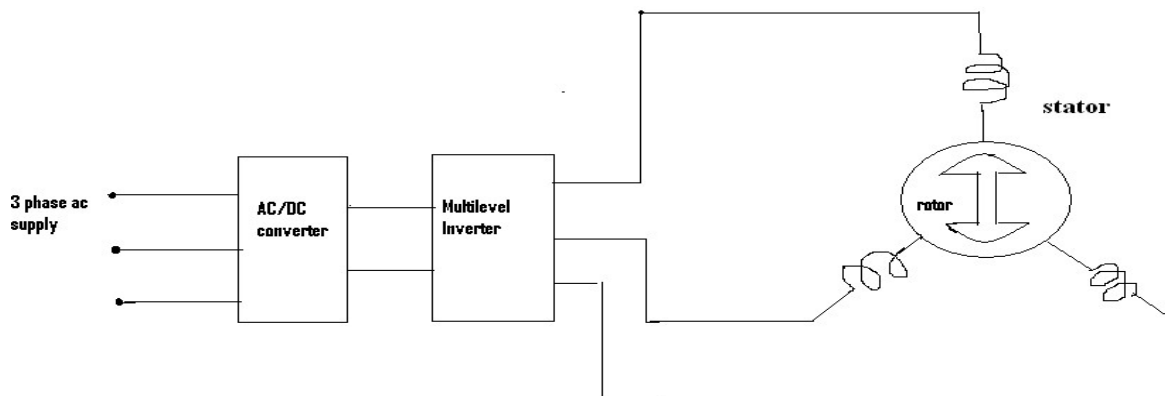 3 phase ac
supply
AC/DC
converter
Multilevel
Inverter
stator
rotor